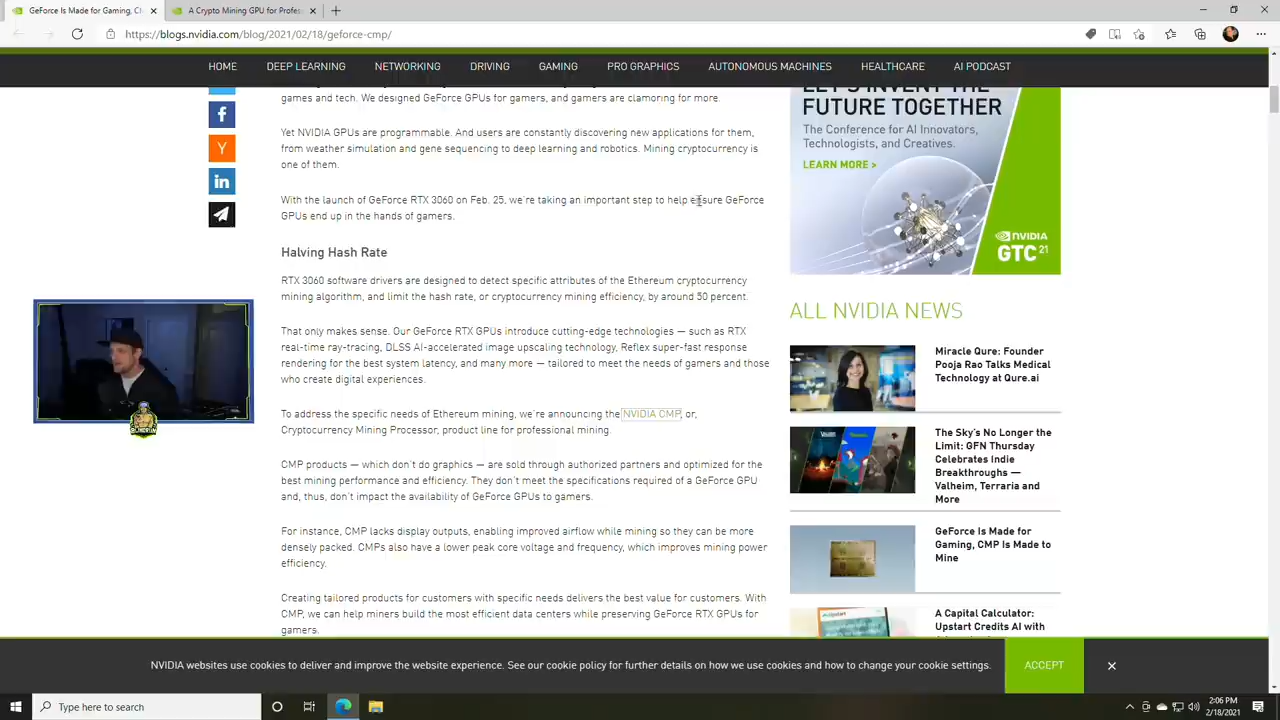 GeForce Is Made for Gaming, C
A Crypto Mining GPU for Profes
https://blogs.nvidia.com/blog/2021/02/18/geforce-cmp/
HOME DEEP LEARNING NETWORKING DRIVING GAMING PRO GRAPHICS AUTONOMOUS MACHINES HEALTHCARE AI PODCAST
games and tech. We designed GeForce GPUs for gamers, and gamers are clamoring for more.
Yet NVIDIA GPUs are programmable. And users are constantly discovering new applications for them,
from weather simulation and gene sequencing to deep learning and robotics. Mining cryptocurrency is
one of them.
With the launch of GeForce RTX 3060 on Feb. 25, we're taking an important step to help ensure GeForce
GPUs end up in the hands of gamers.
Halving Hash Rate
RTX 3060 software drivers are designed to detect specific attributes of the Ethereum cryptocurrency
mining algorithm, and limit the hash rate, or cryptocurrency mining efficiency, by around 50 percent.
That only makes sense. Our GeForce RTX GPUs introduce cutting-edge technologies — such as RTX
real-time ray-tracing, DLSS AI-accelerated image upscaling technology, Reflex super-fast response
rendering for the best system latency, and many more — tailored to meet the needs of gamers and those
who create digital experiences.
To address the specific needs of Ethereum mining, we're announcing the NVIDIA CMP, or,
Cryptocurrency Mining Processor, product line for professional mining.
CMP products — which don't do graphics — are sold through authorized partners and optimized for the
best mining performance and efficiency. They don't meet the specifications required of a GeForce GPU
and, thus, don't impact the availability of GeForce GPUs to gamers.
For instance, CMP lacks display outputs, enabling improved airflow while mining so they can be more
densely packed. CMPs also have a lower peak core voltage and frequency, which improves mining power
efficiency.
Creating tailored products for customers with specific needs delivers the best value for customers. With
CMP, we can help miners build the most efficient data centers while preserving GeForce RTX GPUs for
gamers.
LET'S INVENT THE
FUTURE TOGETHER
The Conference for AI Innovators,
Technologists, and Creatives.
LEARN MORE >
NVIDIA
GTC 21
ALL NVIDIA NEWS
Miracle Qure: Founder
Pooja Rao Talks Medical
Technology at Qure.ai
The Sky's No Longer the
Limit: GFN Thursday
Celebrates Indie
Breakthroughs —
Valheim, Terraria and
More
GeForce Is Made for
Gaming, CMP Is Made to
Mine
A Capital Calculator:
Upstart Credits AI with
NVIDIA websites use cookies to deliver and improve the website experience. See our cookie policy for further details on how we use cookies and how to change your cookie settings.
ACCEPT
Type here to search
2:06 PM
2/18/2021